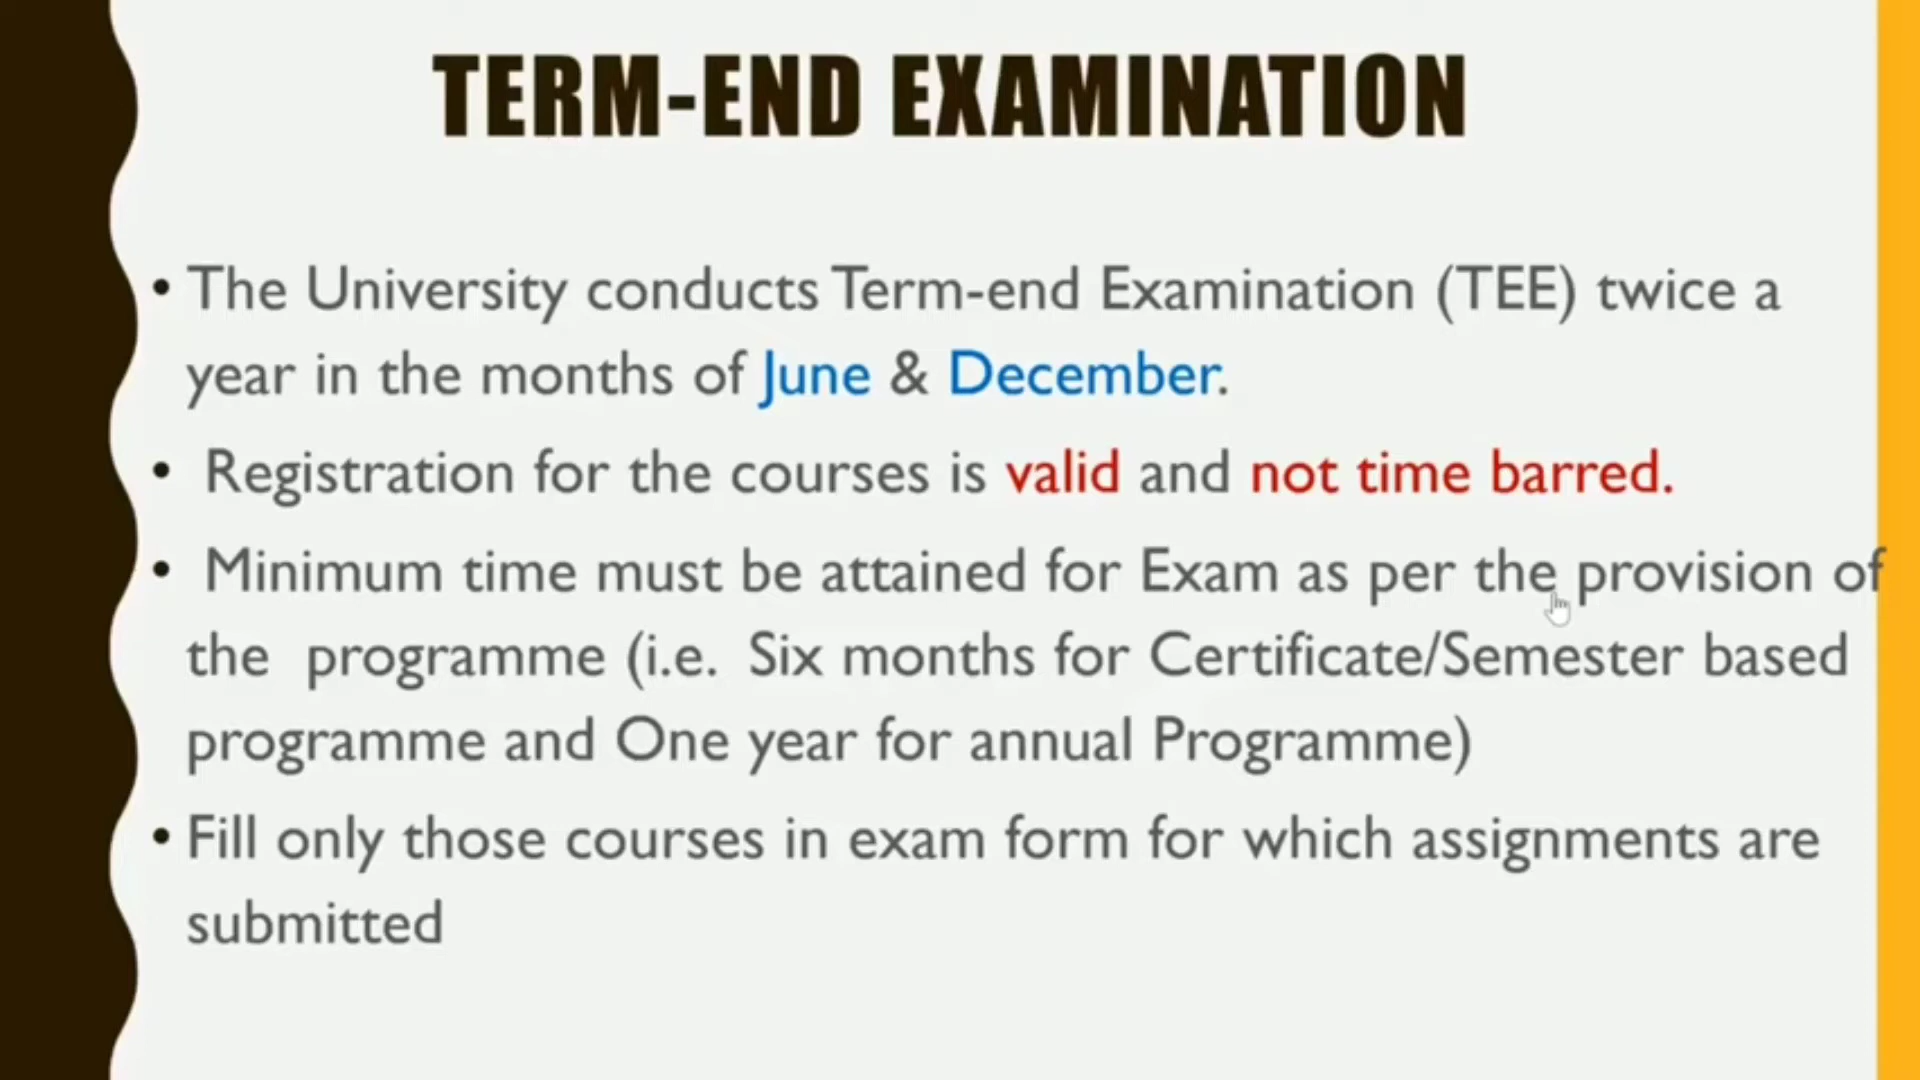 TERM-END EXAMINATION
• The University conducts Term-end Examination (TEE) twice a
year in the months of June & December.
• Registration for the courses is valid and not time barred.
• Minimum time must be attained for Exam as per the provision of
the programme (i.e. Six months for Certificate/Semester based
programme and One year for annual Programme)
• Fill only those courses in exam form for which assignments are
submitted